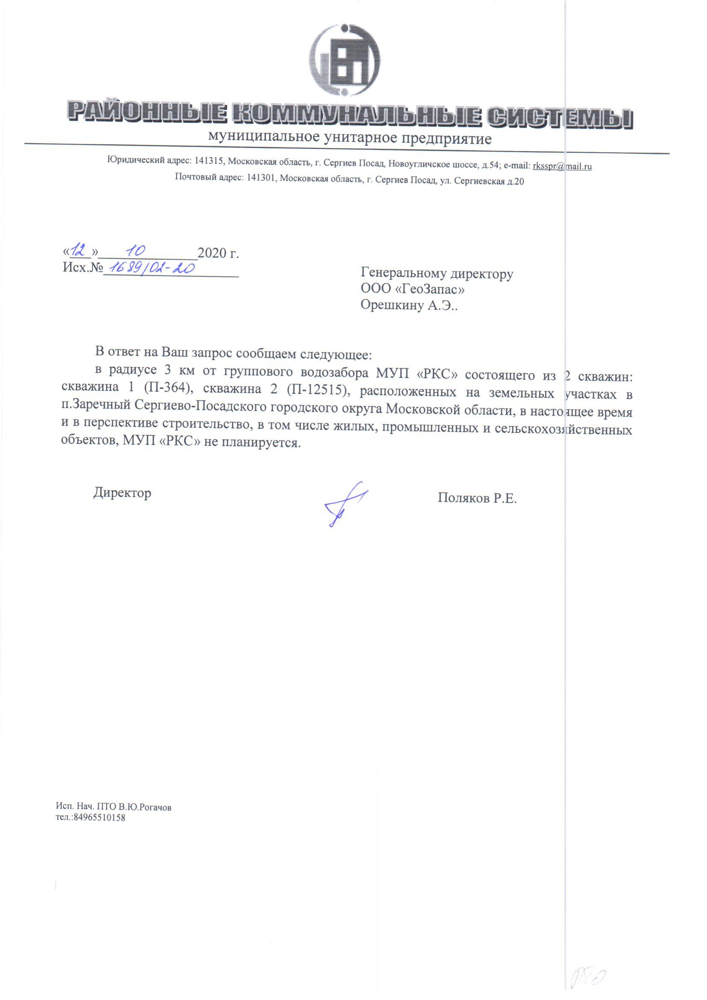 РАЙОННЫЕ КОММУНАЛЬНЫЕ СИСТЕМЫ
муниципальное унитарное предприятие
Юридический адрес: 141315, Московская область, г. Сергиев Посад, Новоугличское шоссе, д.54; e-mail: rksspr@mail.ru
Почтовый адрес: 141301, Московская область, г. Сергиев Посад, ул. Сергиевская д.20
«12» 10 2020 г.
Исх.№ 1689/02-20
Генеральному директору
ООО «ГеоЗапас»
Орешкину А.Э..
В ответ на Ваш запрос сообщаем следующее:
в радиусе 3 км от группового водозабора МУП «РКС» состоящего из 2 скважин:
скважина 1 (П-364), скважина 2 (П-12515), расположенных на земельных участках в
п.Заречный Сергиево-Посадского городского округа Московской области, в настоящее время
и в перспективе строительство, в том числе жилых, промышленных и сельскохозяйственных
объектов, МУП «РКС» не планируется.
Директор Поляков Р.Е.
Исп. Нач. ПТО В.Ю.Рогачов
тел.:84965510158
ПТО